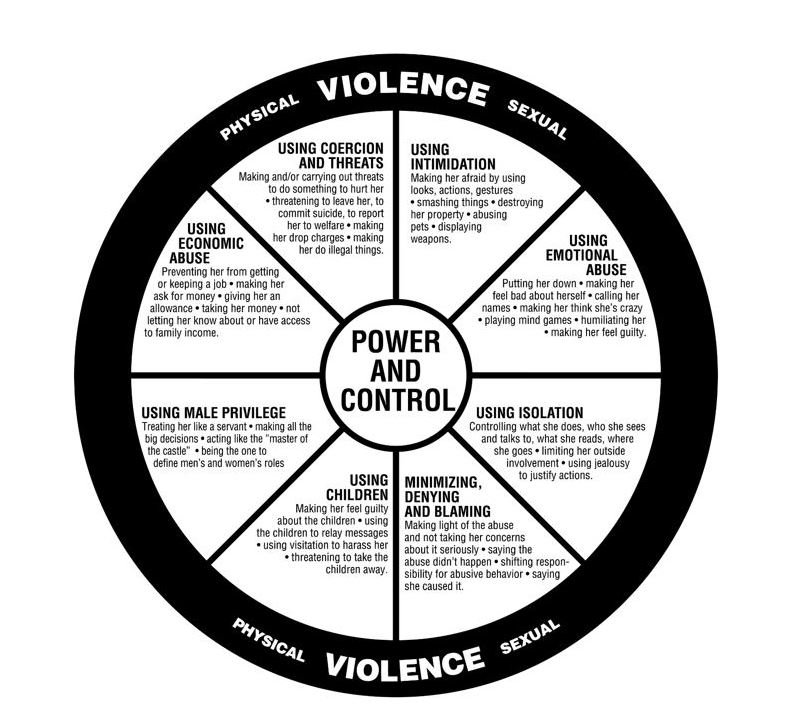 PHYSICAL VIOLENCE SEXUAL
USING COERCION
AND THREATS
Making and/or carrying out threats
to do something to hurt her
• threatening to leave her, to
commit suicide, to report
her to welfare • making
her drop charges • making
her do illegal things.
USING
INTIMIDATION
Making her afraid by using
looks, actions, gestures
• smashing things • destroying
her property • abusing
pets • displaying
weapons.
USING
ECONOMIC
ABUSE
Preventing her from getting
or keeping a job • making her
ask for money • giving her an
allowance • taking her money • not
letting her know about or have access
to family income.
USING
EMOTIONAL
ABUSE
Putting her down • making her
feel bad about herself • calling her
names • making her think she's crazy
• playing mind games • humiliating her
• making her feel guilty.
POWER
AND
CONTROL
USING MALE PRIVILEGE
Treating her like a servant • making all the
big decisions • acting like the "master of
the castle" • being the one to
define men's and women's roles
USING ISOLATION
Controlling what she does, who she sees
and talks to, what she reads, where
she goes • limiting her outside
involvement • using jealousy
to justify actions.
USING
CHILDREN
Making her feel guilty
about the children • using
the children to relay messages
• using visitation to harass her
• threatening to take the
children away.
MINIMIZING,
DENYING
AND BLAMING
Making light of the abuse
and not taking her concerns
about it seriously • saying the
abuse didn't happen • shifting respon-
sibility for abusive behavior • saying
she caused it.
PHYSICAL VIOLENCE SEXUAL